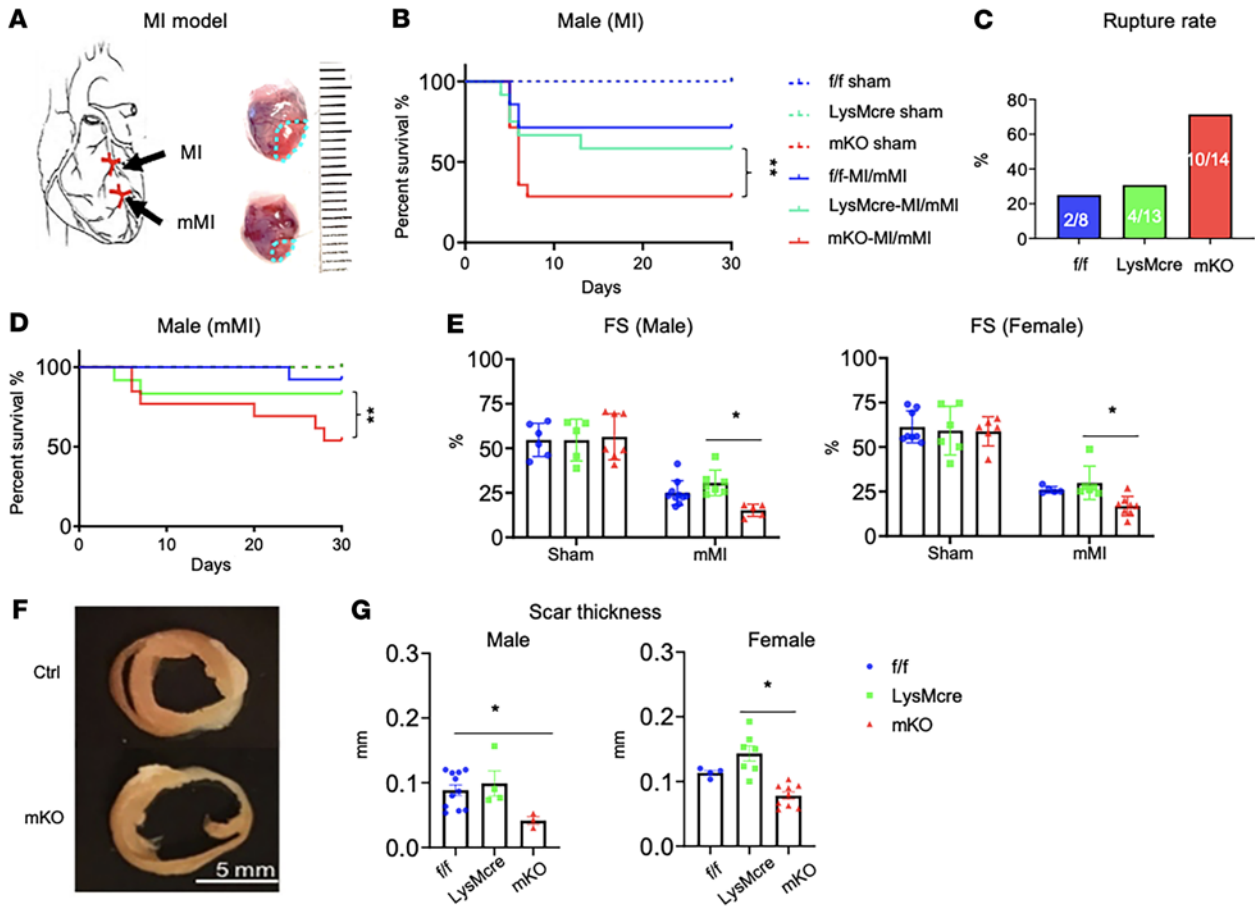 A
MI model
MI
mMI
B
Male (MI)
Percent survival %
100
50
0
0
10
20
30
Days
**
f/f sham
LysMcre sham
mKO sham
f/f-MI/mMI
LysMcre-MI/mMI
mKO-MI/mMI
C
Rupture rate
%
80
60
40
20
0
2/8
4/13
10/14
f/f
LysMcre
mKO
D
Male (mMI)
Percent survival %
100
50
0
0
10
20
30
Days
**
E
FS (Male)
%
100
75
50
25
0
*
Sham
mMI
FS (Female)
%
100
75
50
25
0
*
Sham
mMI
F
Ctrl
mKO
5 mm
G
Scar thickness
Male
mm
0.3
0.2
0.1
0.0
*
f/f
LysMcre
mKO
Female
mm
0.3
0.2
0.1
0.0
*
f/f
LysMcre
mKO
f/f
LysMcre
mKO